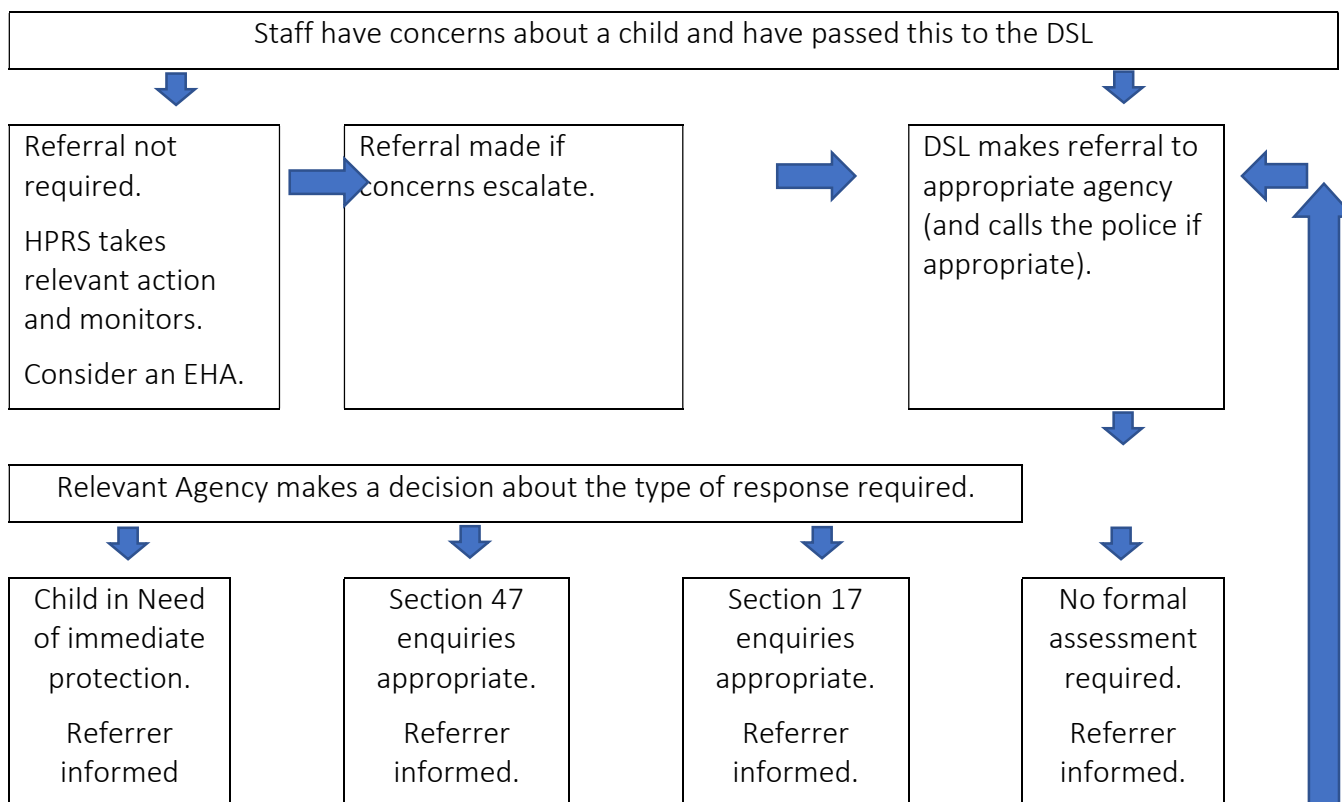 Staff have concerns about a child and have passed this to the DSL
Referral not
required.
HPRS takes
relevant action
and monitors.
Consider an EHA.
Referral made if
concerns escalate.
DSL makes referral to
appropriate agency
(and calls the police if
appropriate).
Relevant Agency makes a decision about the type of response required.
Child in Need
of immediate
protection.
Referrer
informed
Section 47
enquiries
appropriate.
Referrer
informed.
Section 17
enquiries
appropriate.
Referrer
informed.
No formal
assessment
required.
Referrer
informed.